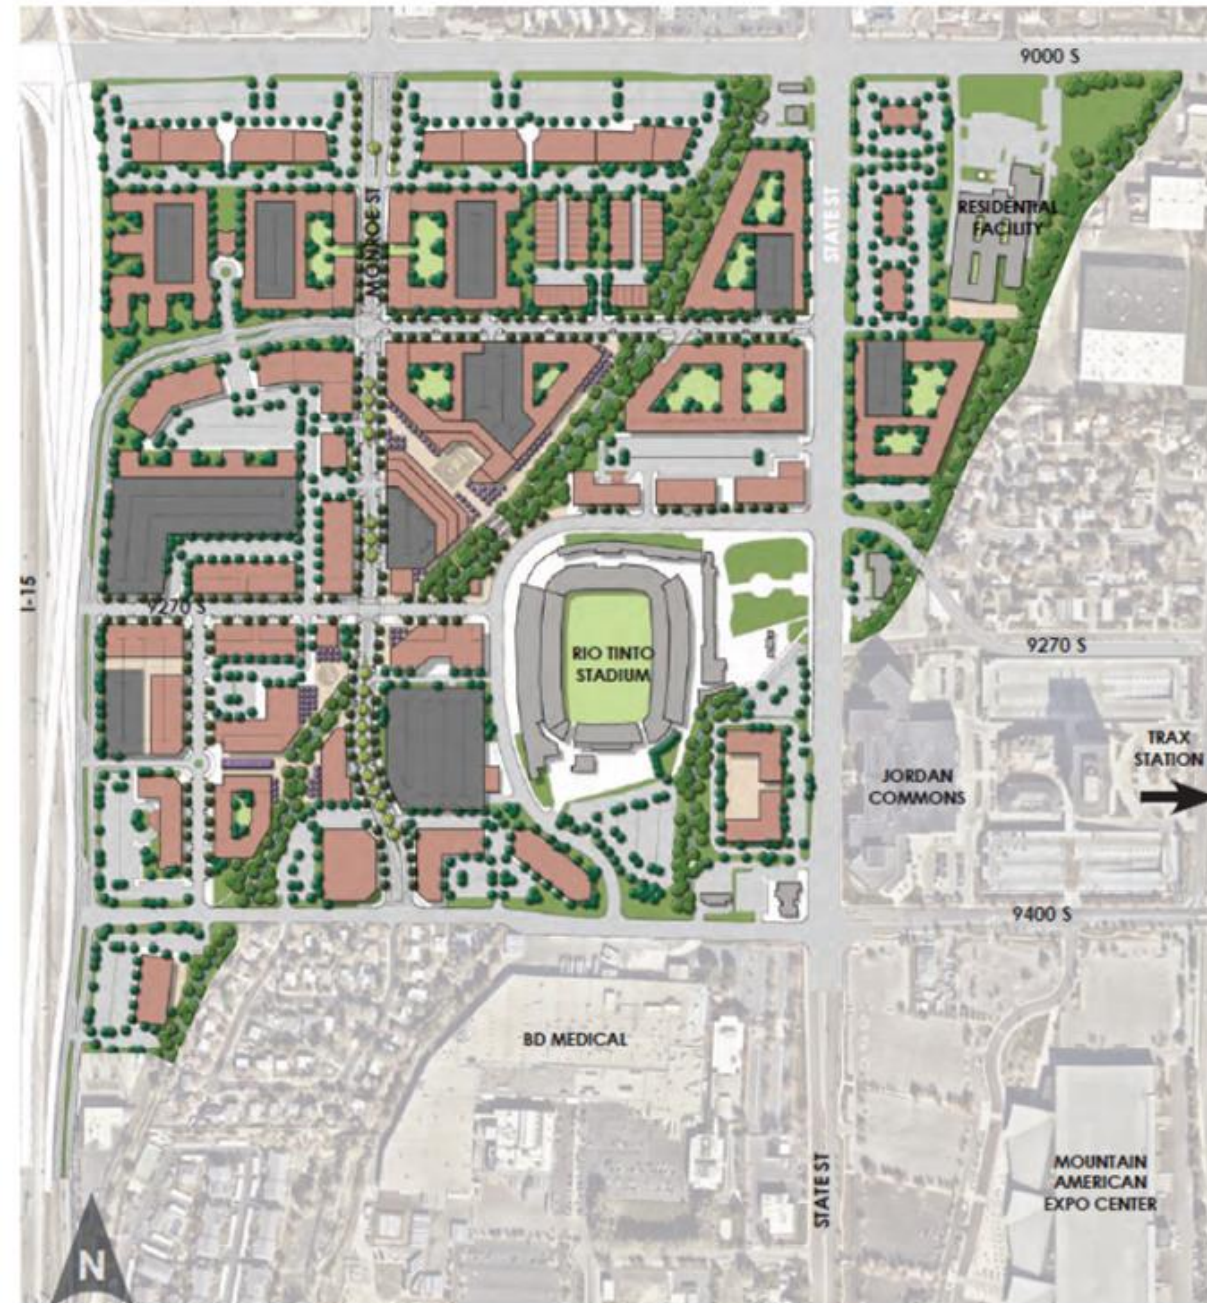 9000 S
MONROE ST
STATE ST
RESIDENTIAL
FACILITY
I-15
9270 S
RIO TINTO
STADIUM
9270 S
TRAX
STATION
JORDAN
COMMONS
9400 S
BD MEDICAL
STATE ST
MOUNTAIN
AMERICAN
EXPO CENTER
N